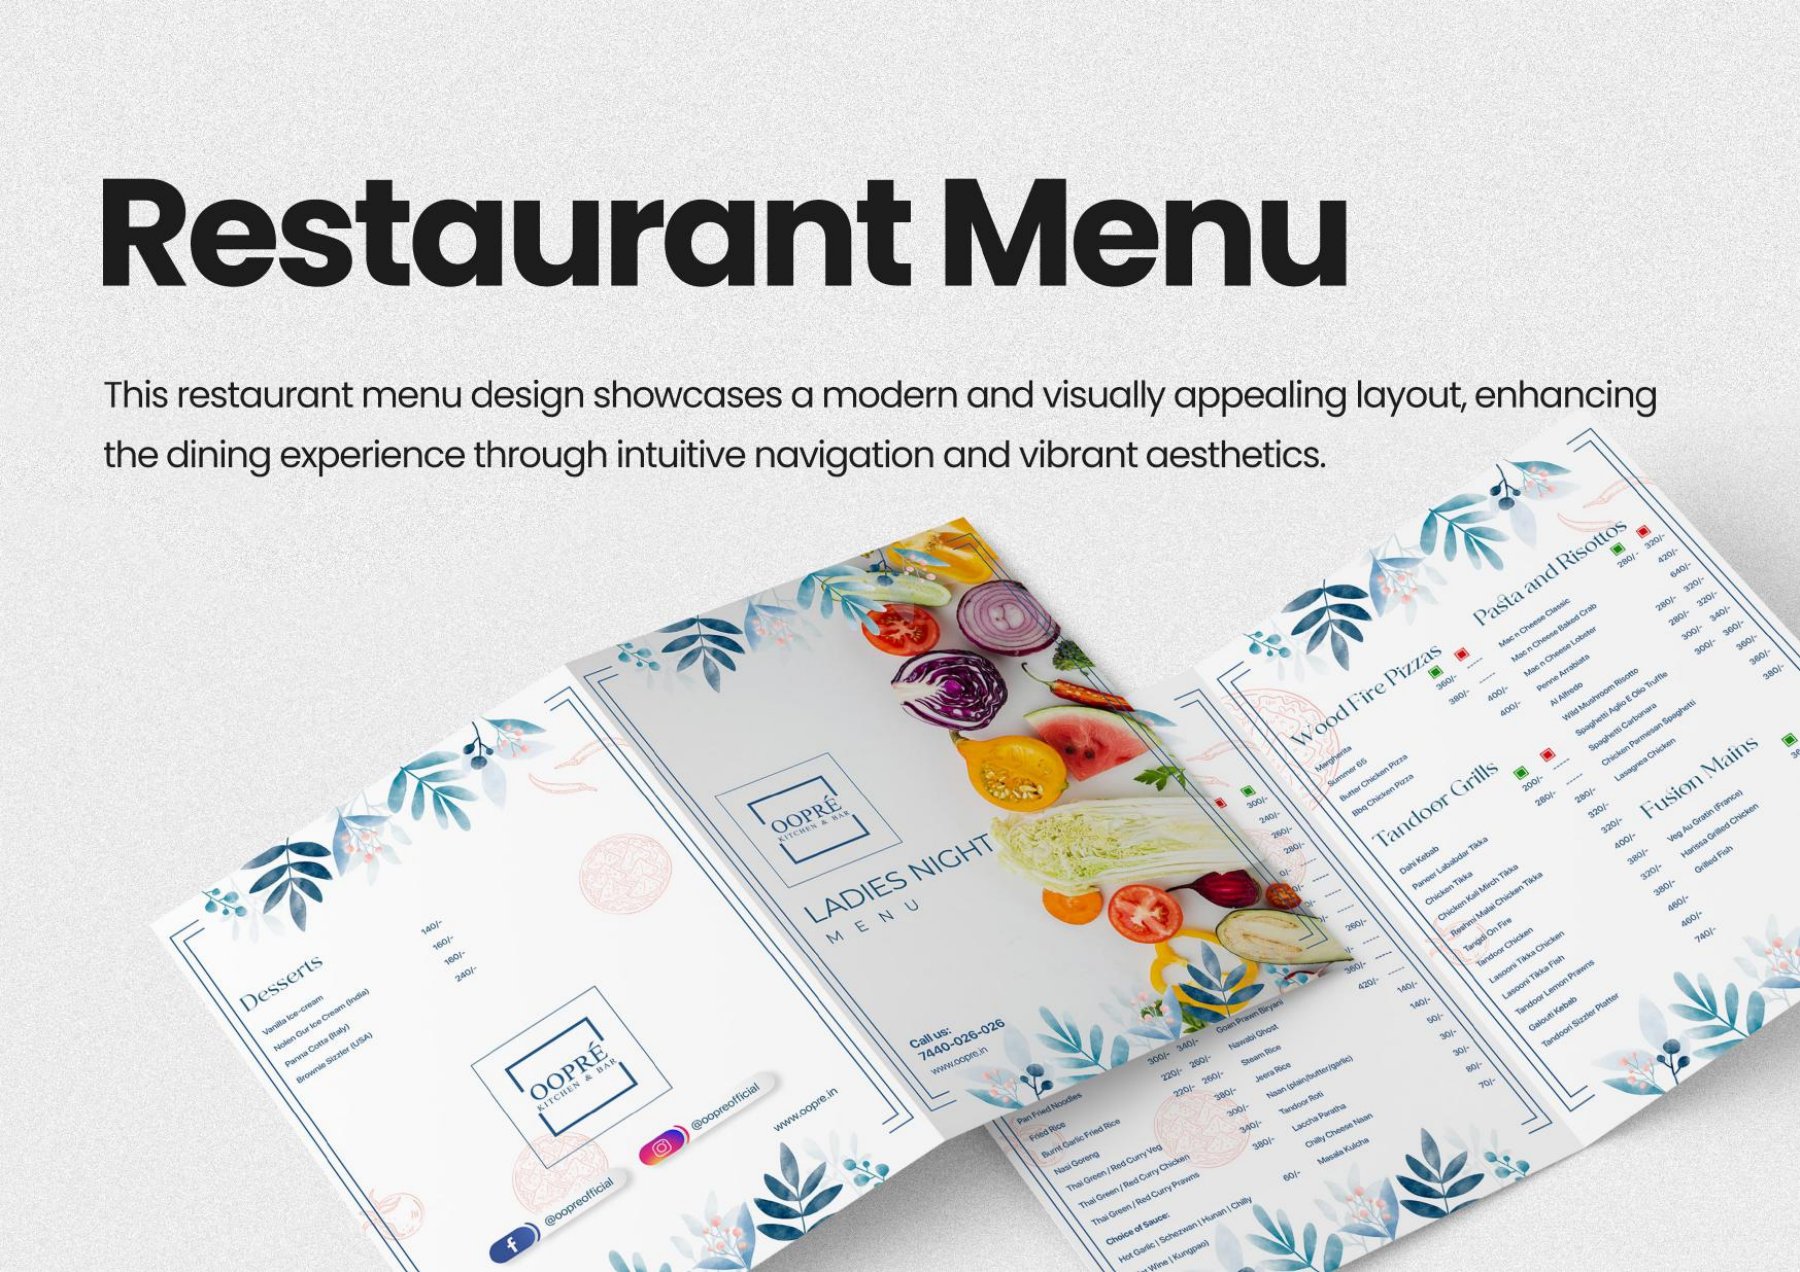 Restaurant Menu
This restaurant menu design showcases a modern and visually appealing layout, enhancing
the dining experience through intuitive navigation and vibrant aesthetics.
Desserts
Vanilla Ice-cream 140/-
Nolen Gur Ice Cream (India) 160/-
Panna Cotta (Italy) 160/-
Brownie Sizzler (USA) 240/-
OOPRÉ
KITCHEN & BAR
@oopreofficial
@oopreofficial
www.oopre.in
OOPRÉ
KITCHEN & BAR
LADIES NIGHT
MENU
Call us:
7440-026-026
www.oopre.in
300/-
240/-
260/-
280/-
260/-
360/-
420/-
Goan Prawn Biryani
Nawabi Ghost 140/-
Steam Rice 140/-
Jeera Rice 50/-
Naan (plain/butter/garlic) 30/-
Tandoor Roti 30/-
Laccha Paratha 80/-
Chilly Cheese Naan 70/-
Masala Kulcha
Pan Fried Noodles 300/- 340/-
Fried Rice 220/- 260/-
Burnt Garlic Fried Rice 220/- 260/-
Nasi Goreng 380/-
Thai Green / Red Curry Veg 300/-
Thai Green / Red Curry Chicken 340/-
Thai Green / Red Curry Prawns 380/-
Choice of Sauce: 60/-
Hot Garlic | Schezwan | Hunan | Chilly
Wine | Kungpao)
Wood Fire Pizzas
Margherita 360/- -----
Summer 65 380/- -----
Butter Chicken Pizza 400/-
Bbq Chicken Pizza 400/-
Tandoor Grills
Dahi Kebab 200/- -----
Paneer Lababdar Tikka 280/- -----
Chicken Tikka 280/-
Chicken Kali Mirch Tikka 320/-
Reshmi Malai Chicken Tikka 320/-
Tangdi On Fire 400/-
Tandoor Chicken 380/-
Lasooni Tikka Chicken 320/-
Lasooni Tikka Fish 380/-
Tandoor Lemon Prawns 460/-
Galouti Kebab 460/-
Tandoori Sizzler Platter 740/-
Pasta and Risottos
Mac n Cheese Classic 280/- 320/-
Mac n Cheese Baked Crab 420/-
Mac n Cheese Lobster 640/-
Penne Arrabiata 280/- 320/-
Al Alfredo 280/- 320/-
Wild Mushroom Risotto 300/- 340/-
Spaghetti Aglio E Olio Truffle 300/- 360/-
Spaghetti Carbonara 360/-
Chicken Permesan Spaghetti 380/-
Lasagnea Chicken 380/-
Fusion Mains
Veg Au Gratin (France)
Harissa Grilled Chicken
Grilled Fish